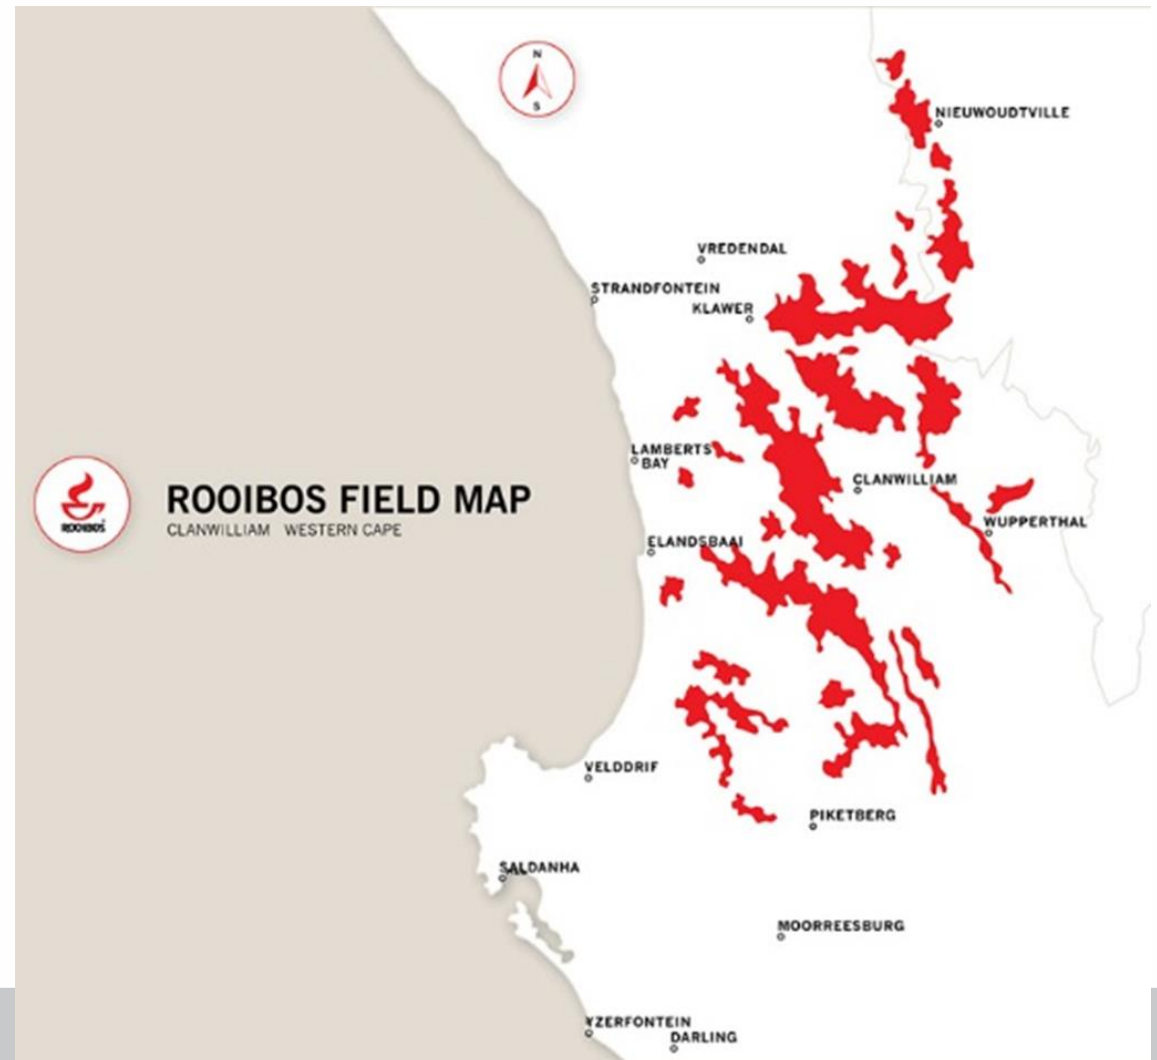 N
S
NIEUWOUDTVILLE
VREDENDAL
STRANDFONTEIN
KLAWER
LAMBERTS
BAY
CLANWILLIAM
ROOIBOS FIELD MAP
CLANWILLIAM WESTERN CAPE
ROOIBOS
WUPPERTHAL
ELANDSBAAI
VELDDRIF
PIKETBERG
SALDANHA
MOORREESBURG
YZERFONTEIN
DARLING